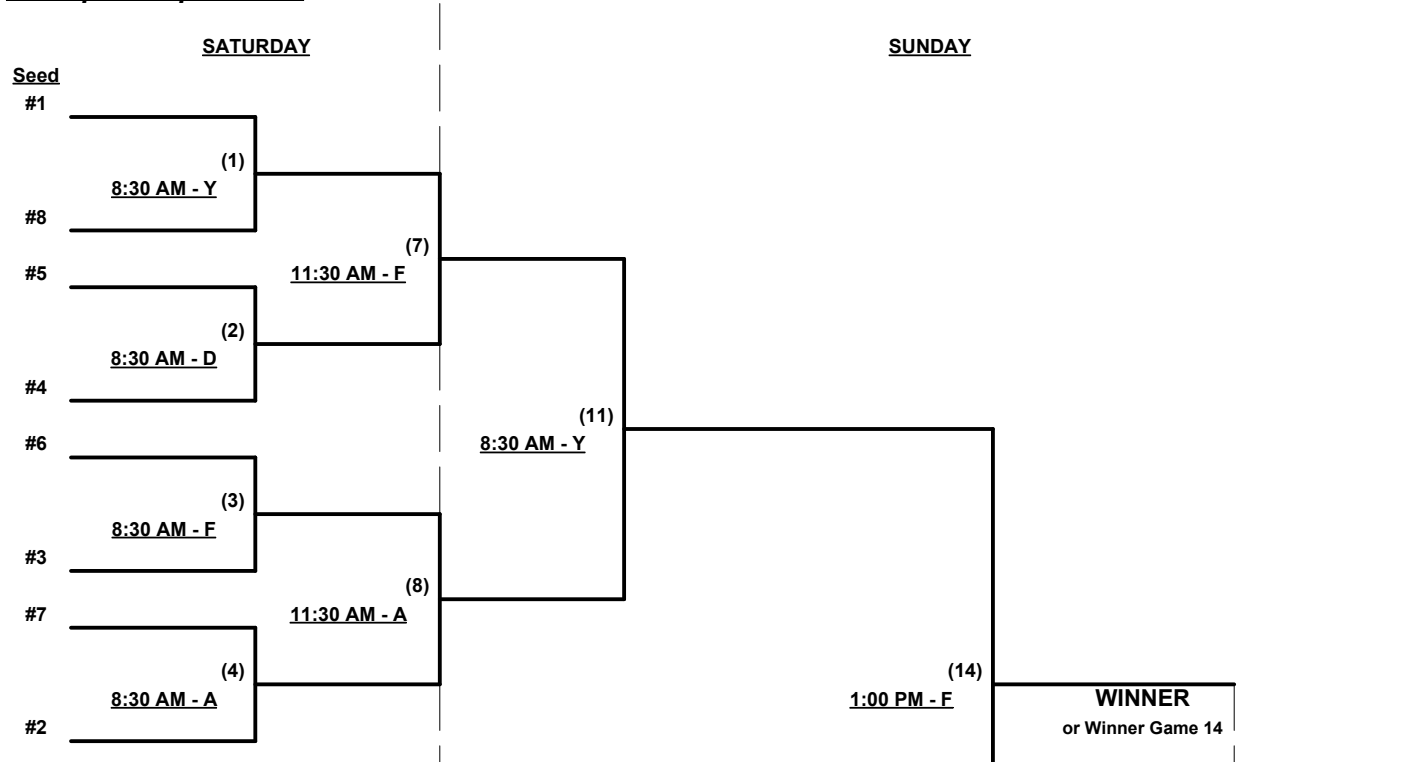 SATURDAY
SUNDAY
Seed
#1
(1)
8:30 AM - Y
#8
(7)
#5
11:30 AM - F
(2)
8:30 AM - D
#4
(11)
#6
8:30 AM - Y
(3)
8:30 AM - F
#3
(8)
#7
11:30 AM - A
(4)
(14)
8:30 AM - A
1:00 PM - F
WINNER
#2
or Winner Game 14